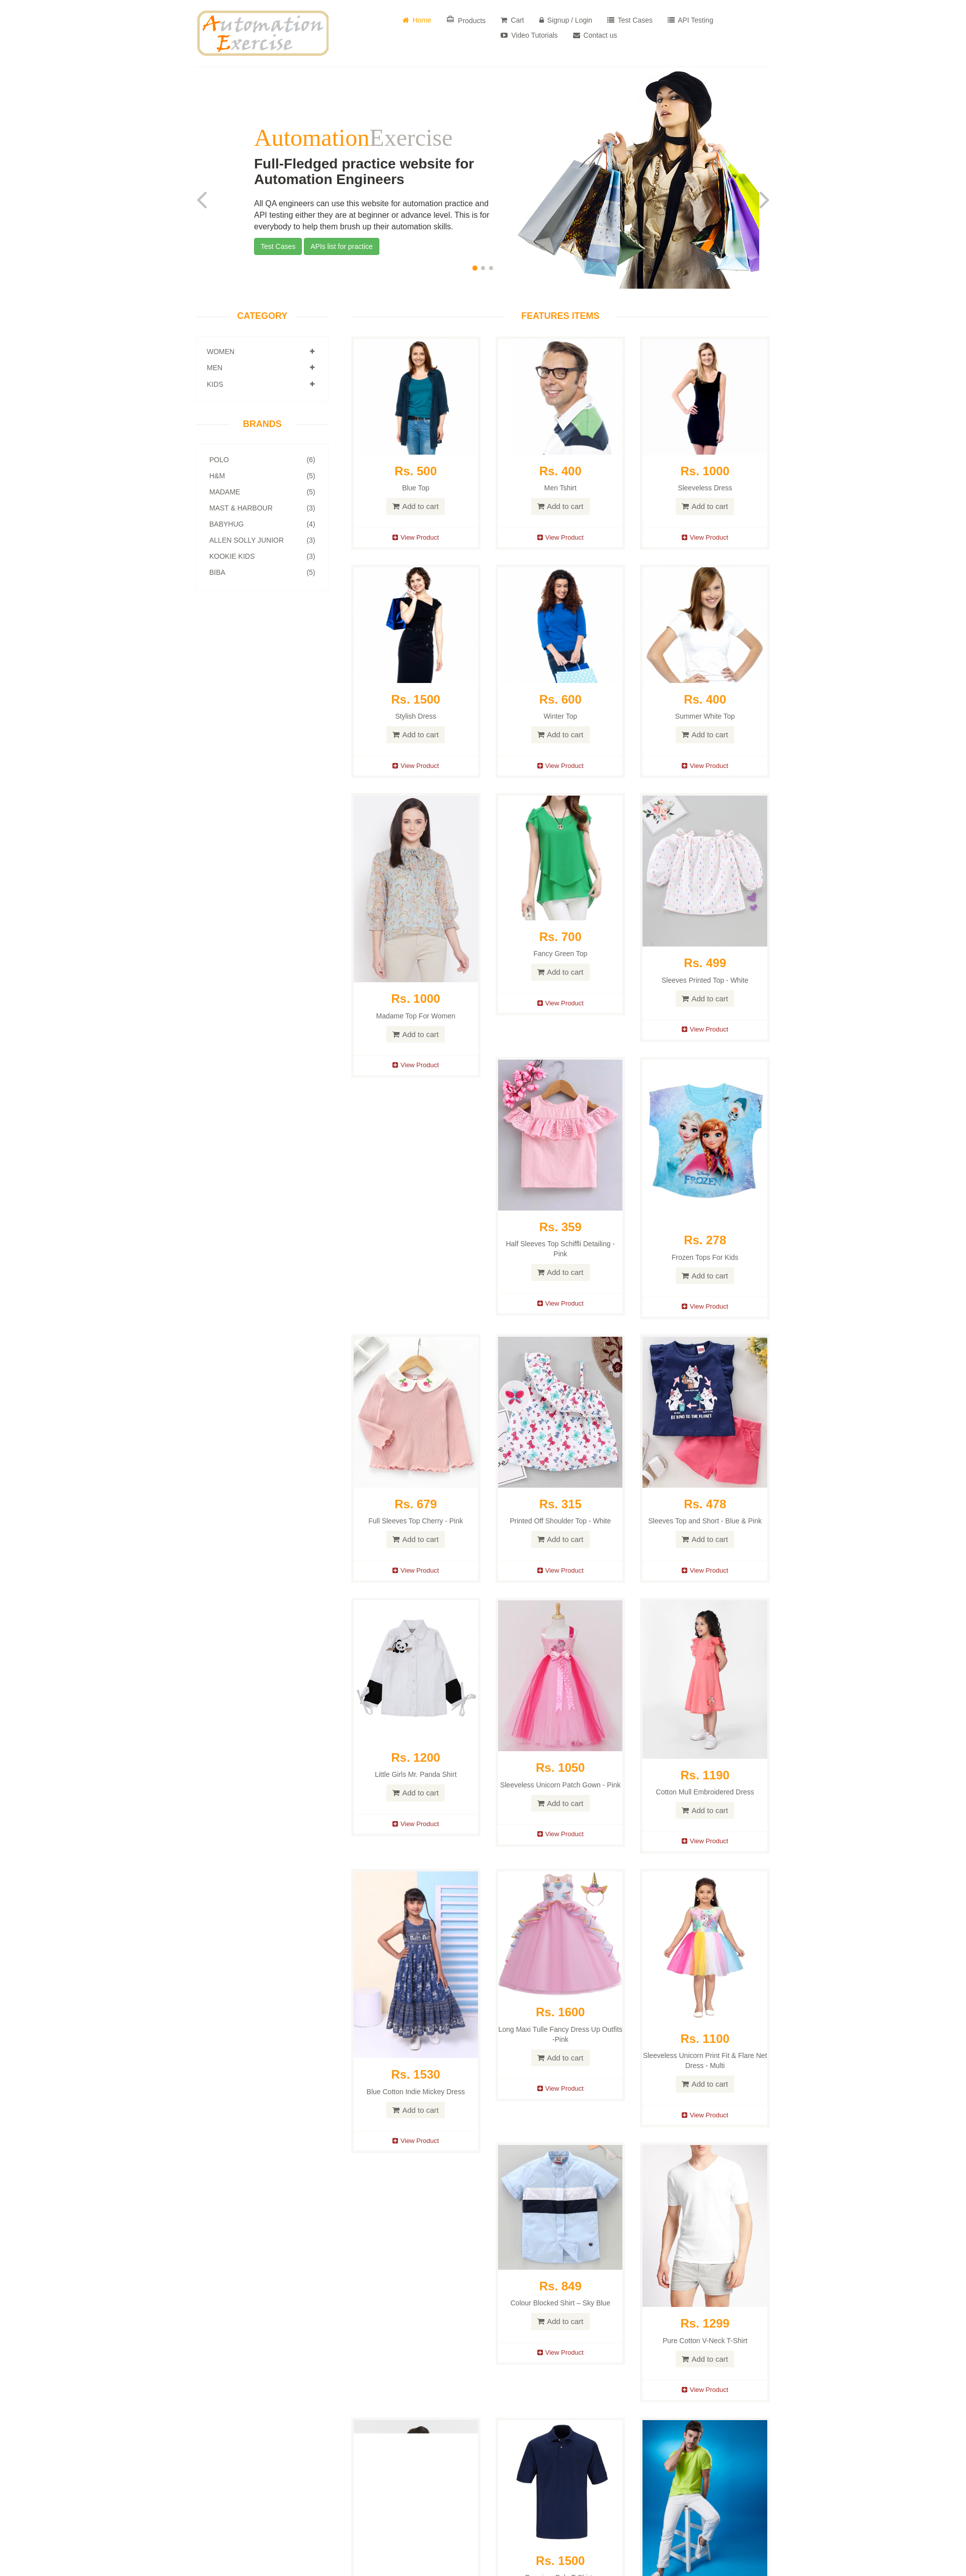 Automation
Exercise
Home
Products
Cart
Signup / Login
Test Cases
API Testing
Video Tutorials
Contact us
AutomationExercise
Full-Fledged practice website for
Automation Engineers
All QA engineers can use this website for automation practice and
API testing either they are at beginner or advance level. This is for
everybody to help them brush up their automation skills.
Test Cases
APIs list for practice
CATEGORY
WOMEN
MEN
KIDS
BRANDS
POLO (6)
H&M (5)
MADAME (5)
MAST & HARBOUR (3)
BABYHUG (4)
ALLEN SOLLY JUNIOR (3)
KOOKIE KIDS (3)
BIBA (5)
FEATURES ITEMS
Rs. 500
Blue Top
Add to cart
View Product
Rs. 400
Men Tshirt
Add to cart
View Product
Rs. 1000
Sleeveless Dress
Add to cart
View Product
Rs. 1500
Stylish Dress
Add to cart
View Product
Rs. 600
Winter Top
Add to cart
View Product
Rs. 400
Summer White Top
Add to cart
View Product
Rs. 1000
Madame Top For Women
Add to cart
View Product
Rs. 700
Fancy Green Top
Add to cart
View Product
Rs. 499
Sleeves Printed Top - White
Add to cart
View Product
Rs. 359
Half Sleeves Top Schiffli Detailing -
Pink
Add to cart
View Product
FROZEN
Rs. 278
Frozen Tops For Kids
Add to cart
View Product
Rs. 679
Full Sleeves Top Cherry - Pink
Add to cart
View Product
Rs. 315
Printed Off Shoulder Top - White
Add to cart
View Product
BE KIND TO THE PLANET
Rs. 478
Sleeves Top and Short - Blue & Pink
Add to cart
View Product
Rs. 1200
Little Girls Mr. Panda Shirt
Add to cart
View Product
Rs. 1050
Sleeveless Unicorn Patch Gown - Pink
Add to cart
View Product
Rs. 1190
Cotton Mull Embroidered Dress
Add to cart
View Product
Rs. 1530
Blue Cotton Indie Mickey Dress
Add to cart
View Product
Rs. 1600
Long Maxi Tulle Fancy Dress Up Outfits
-Pink
Add to cart
View Product
Rs. 1100
Sleeveless Unicorn Print Fit & Flare Net
Dress - Multi
Add to cart
View Product
Rs. 849
Colour Blocked Shirt – Sky Blue
Add to cart
View Product
Rs. 1299
Pure Cotton V-Neck T-Shirt
Add to cart
View Product
Rs. 1500